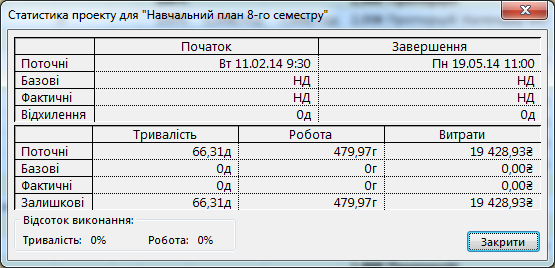 Статистика проекту для "Навчальний план 8-го семестру"
Початок Завершення
Поточні Вт 11.02.14 9:30 Пн 19.05.14 11:00
Базові НД НД
Фактичні НД НД
Відхилення 0д 0д
Тривалість Робота Витрати
Поточні 66,31д 479,97г 19 428,93₴
Базові 0д 0г 0,00₴
Фактичні 0д 0г 0,00₴
Залишкові 66,31д 479,97г 19 428,93₴
Відсоток виконання:
Тривалість: 0% Робота: 0%
Закрити